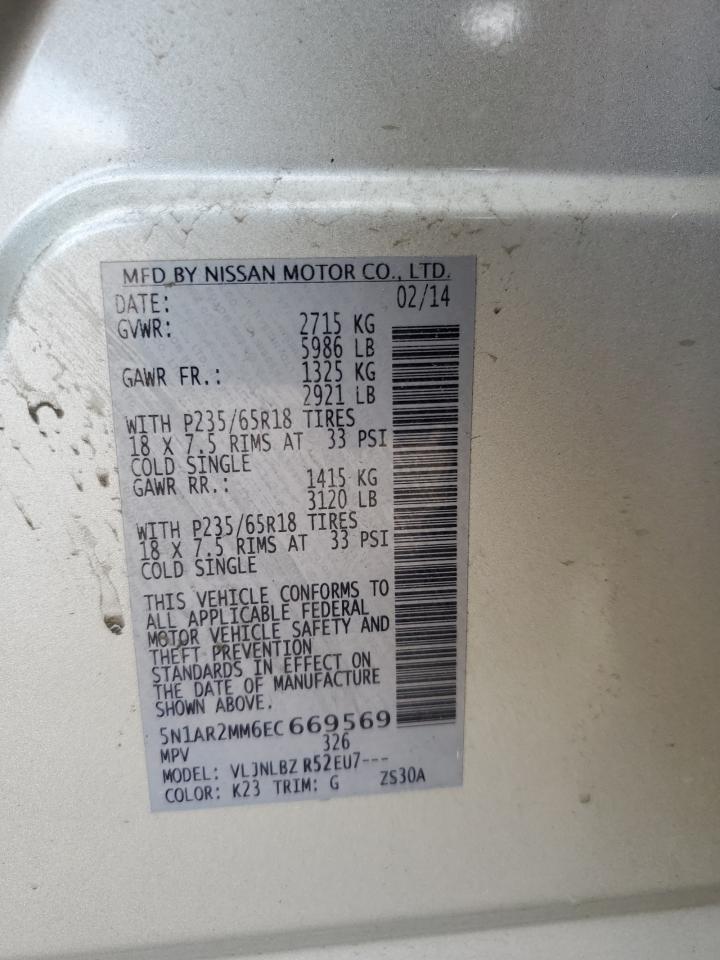 MFD BY NISSAN MOTOR CO., LTD.
DATE: 02/14
GVWR: 2715 KG
5986 LB
GAWR FR.: 1325 KG
2921 LB
WITH P235/65R18 TIRES
18 X 7.5 RIMS AT 33 PSI
COLD SINGLE
GAWR RR.: 1415 KG
3120 LB
WITH P235/65R18 TIRES
18 X 7.5 RIMS AT 33 PSI
COLD SINGLE
THIS VEHICLE CONFORMS TO
ALL APPLICABLE FEDERAL
MOTOR VEHICLE SAFETY AND
THEFT PREVENTION
STANDARDS IN EFFECT ON
THE DATE OF MANUFACTURE
SHOWN ABOVE.
5N1AR2MM6EC669569
MPV 326
MODEL: VLJNLBZ R52EU7---
COLOR: K23 TRIM: G ZS30A